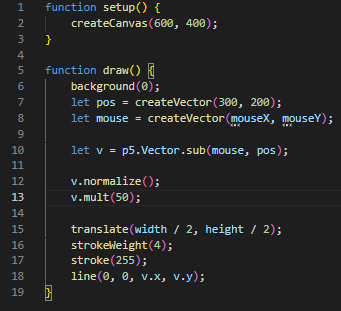 1 function setup() {
2 createCanvas(600, 400);
3 }
4
5 function draw() {
6 background(0);
7 let pos = createVector(300, 200);
8 let mouse = createVector(mouseX, mouseY);
9
10 let v = p5.Vector.sub(mouse, pos);
11
12 v.normalize();
13 v.mult(50);
14
15 translate(width / 2, height / 2);
16 strokeWeight(4);
17 stroke(255);
18 line(0, 0, v.x, v.y);
19 }